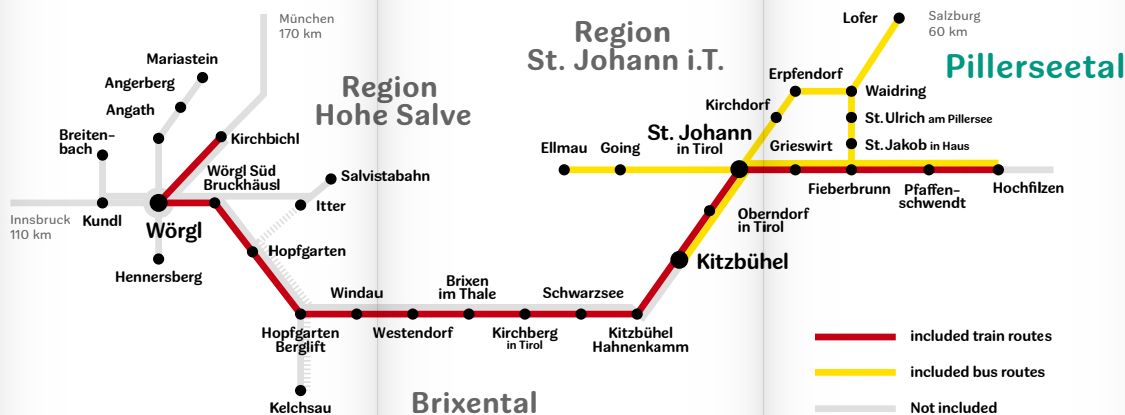 München
170 km
Mariastein
Angerberg
Angath
Breiten-
bach
Kirchbichl
Region
Hohe Salve
Wörgl Süd
Bruckhäusl
Salvistabahn
Itter
Innsbruck
110 km
Kundl
Wörgl
Hennersberg
Hopfgarten
Hopfgarten
Berglift
Kelchsau
Windau
Westendorf
Brixen
im Thale
Kirchberg
in Tirol
Schwarzsee
Kitzbühel
Hahnenkamm
Brixental
Region
St. Johann i.T.
Lofer
Salzburg
60 km
Pillerseetal
Erpfendorf
Waidring
Kirchdorf
St. Ulrich am Pillersee
St. Johann
in Tirol
Grieswirt
St. Jakob in Haus
Ellmau
Going
Fieberbrunn
Pfaffen-
schwendt
Hochfilzen
Oberndorf
in Tirol
Kitzbühel
included train routes
included bus routes
Not included